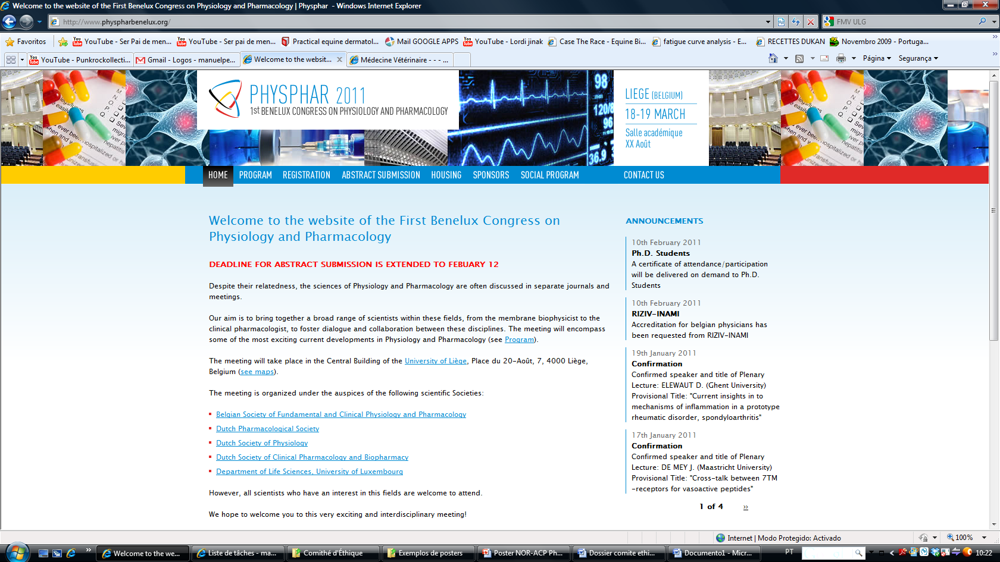 Welcome to the website of the First Benelux Congress on Physiology and Pharmacology | Physphar - Windows Internet Explorer
http://www.physpharbenelux.org/
FMV ULG
Favoritos
YouTube - Ser Pai de men...
YouTube - Ser pai de men...
Practical equine dermatol...
Mail GOOGLE APPS
YouTube - Lordi jinak
Case The Race - Equine Bi...
fatigue curve analysis - E...
RECETTES DUKAN
Novembro 2009 - Portuga...
YouTube - Punkrockollecti...
Gmail - Logos - manuelpe...
Welcome to the websit...
Médecine Vétérinaire - - - ...
Página
Segurança
PHYSPHAR 2011
1st BENELUX CONGRESS ON PHYSIOLOGY AND PHARMACOLOGY
98
120/8
96
36.9
LIEGE (BELGIUM)
18-19 MARCH
Salle académique
XX Août
HOME
PROGRAM
REGISTRATION
ABSTRACT SUBMISSION
HOUSING
SPONSORS
SOCIAL PROGRAM
CONTACT US
Welcome to the website of the First Benelux Congress on
Physiology and Pharmacology
DEADLINE FOR ABSTRACT SUBMISSION IS EXTENDED TO FEBUARY 12
Despite their relatedness, the sciences of Physiology and Pharmacology are often discussed in separate journals and
meetings.
Our aim is to bring together a broad range of scientists within these fields, from the membrane biophysicist to the
clinical pharmacologist, to foster dialogue and collaboration between these disciplines. The meeting will encompass
some of the most exciting current developments in Physiology and Pharmacology (see Program).
The meeting will take place in the Central Building of the University of Liège, Place du 20-Août, 7, 4000 Liège,
Belgium (see maps).
The meeting is organized under the auspices of the following scientific Societies:
Belgian Society of Fundamental and Clinical Physiology and Pharmacology
Dutch Pharmacological Society
Dutch Society of Physiology
Dutch Society of Clinical Pharmacology and Biopharmacy
Department of Life Sciences, University of Luxembourg
However, all scientists who have an interest in this fields are welcome to attend.
We hope to welcome you to this very exciting and interdisciplinary meeting!
ANNOUNCEMENTS
10th February 2011
Ph.D. Students
A certificate of attendance/participation
will be delivered on demand to Ph.D.
Students
10th February 2011
RIZIV-INAMI
Accreditation for belgian physicians has
been requested from RIZIV-INAMI
19th January 2011
Confirmation
Confirmed speaker and title of Plenary
Lecture: ELEWAUT D. (Ghent University)
Provisional Title: "Current insights in to
mechanisms of inflammation in a prototype
rheumatic disorder, spondyloarthritis"
17th January 2011
Confirmation
Confirmed speaker and title of Plenary
Lecture: DE MEY J. (Maastricht University)
Provisional Title: "Cross-talk between 7TM
-receptors for vasoactive peptides"
1 of 4 »
Internet | Modo Protegido: Activado
100%
Welcome to the we...
Liste de tâches - ma...
Comithé d'Éthique
Exemplos de posters
Poster NOR-ACP Ph...
Dossier comite ethi...
Documento1 - Micr...
PT
10:22